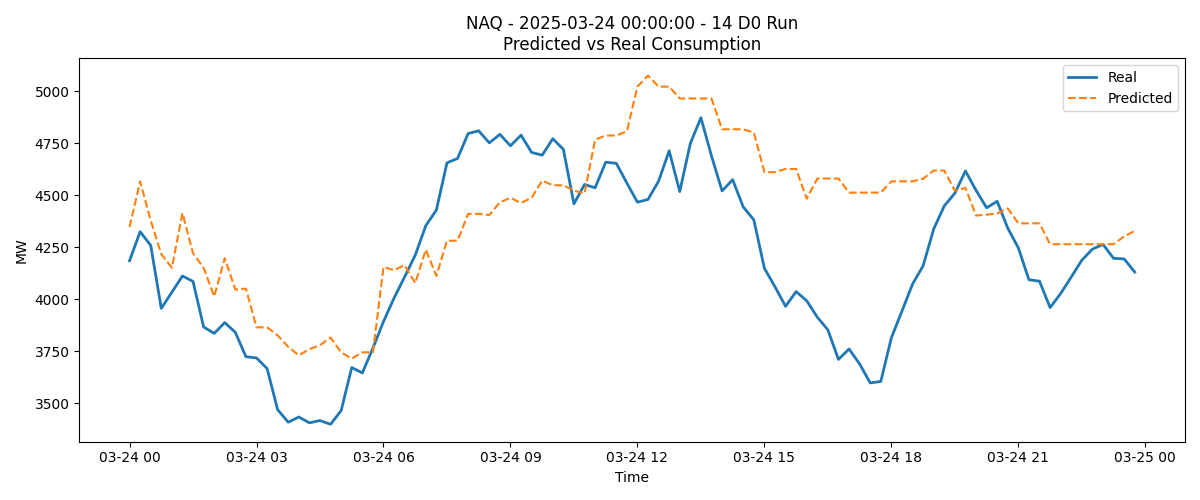 NAQ - 2025-03-24 00:00:00 - 14 D0 Run
Predicted vs Real Consumption
Real
Predicted
MW
5000
4750
4500
4250
4000
3750
3500
03-24 00
03-24 03
03-24 06
03-24 09
03-24 12
03-24 15
03-24 18
03-24 21
03-25 00
Time